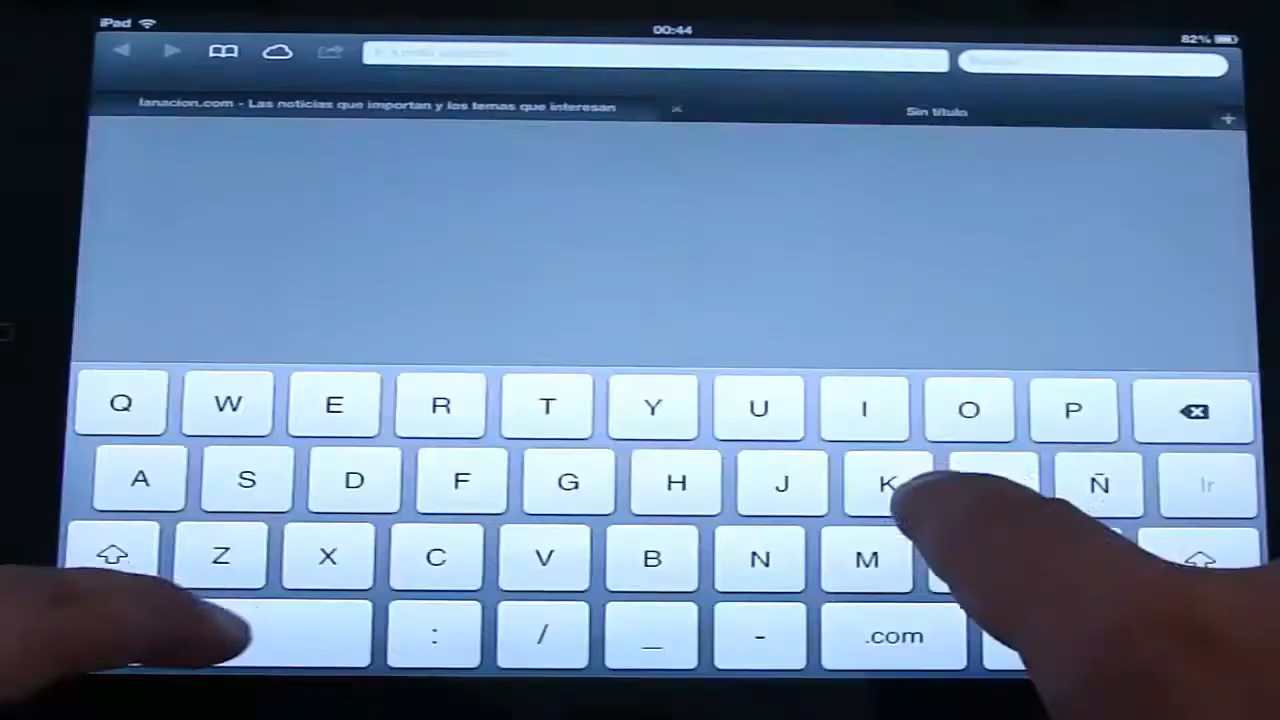 iPad 00:44 82%
lanacion.com - Las noticias que importan y los temas que interesan × Sin título +
Q W E R T Y U I O P
A S D F G H J K Ñ Ir
Z X C V B N M
: / _ - .com